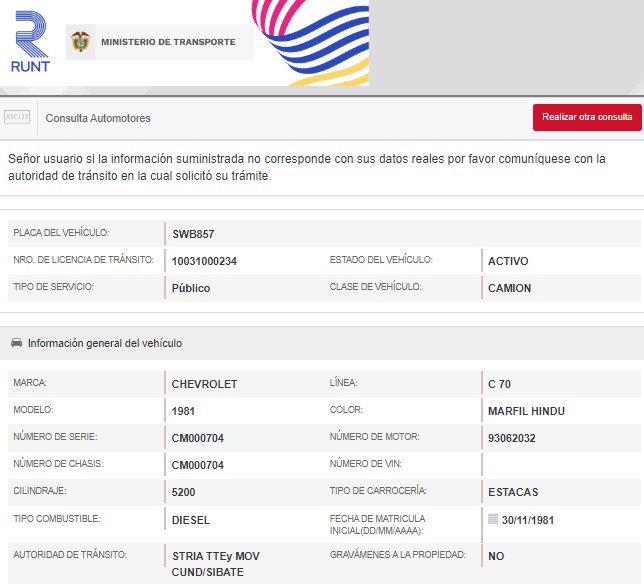 RUNT
MINISTERIO DE TRANSPORTE
ABC123 Consulta Automotores Realizar otra consulta
Señor usuario si la información suministrada no corresponde con sus datos reales por favor comuníquese con la
autoridad de tránsito en la cual solicitó su trámite.
PLACA DEL VEHÍCULO: SWB857
NRO. DE LICENCIA DE TRÁNSITO: 10031000234 ESTADO DEL VEHÍCULO: ACTIVO
TIPO DE SERVICIO: Público CLASE DE VEHÍCULO: CAMION
Información general del vehículo
MARCA: CHEVROLET LÍNEA: C 70
MODELO: 1981 COLOR: MARFIL HINDU
NÚMERO DE SERIE: CM000704 NÚMERO DE MOTOR: 93062032
NÚMERO DE CHASIS: CM000704 NÚMERO DE VIN:
CILINDRAJE: 5200 TIPO DE CARROCERÍA: ESTACAS
TIPO COMBUSTIBLE: DIESEL FECHA DE MATRICULA
INICIAL(DD/MM/AAAA): 30/11/1981
AUTORIDAD DE TRÁNSITO: STRIA TTEy MOV GRAVÁMENES A LA PROPIEDAD: NO
CUND/SIBATE